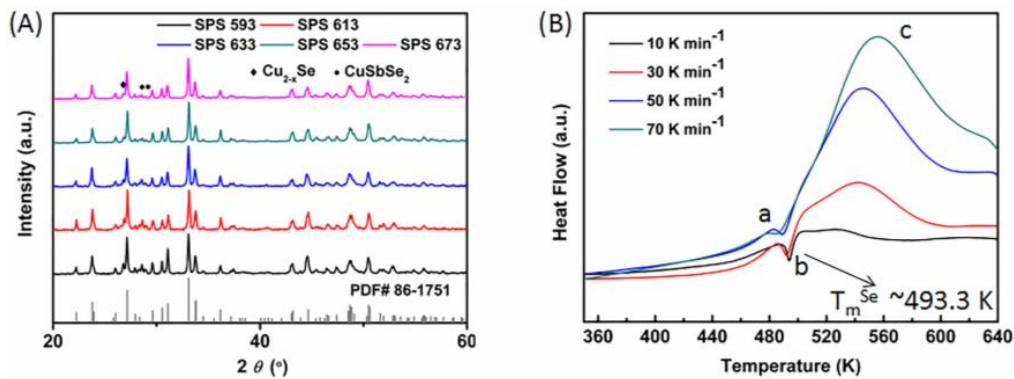 (A)
SPS 593 SPS 613
SPS 633 SPS 653 SPS 673
♦ Cu2-xSe • CuSbSe2
Intensity (a.u.)
PDF# 86-1751
20 40 60
2 θ (°)
(B)
10 K min-1
30 K min-1
50 K min-1
70 K min-1
c
a
b
TmSe ~493.3 K
Heat Flow (a.u.)
360 400 440 480 520 560 600 640
Temperature (K)